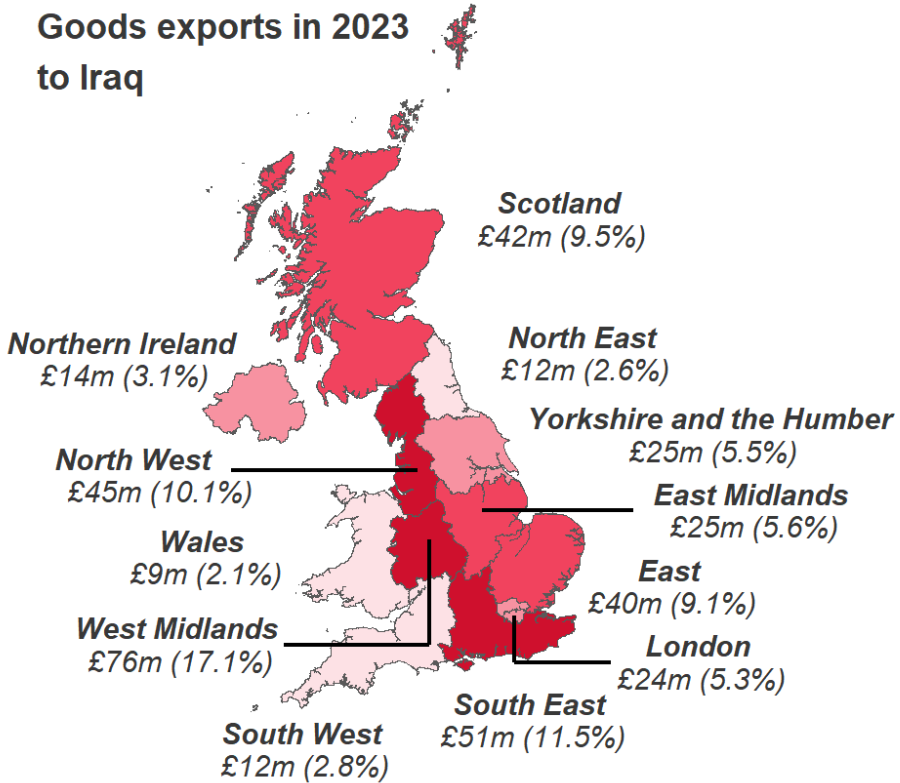 Goods exports in 2023
to Iraq
Scotland
£42m (9.5%)
Northern Ireland
£14m (3.1%)
North East
£12m (2.6%)
Yorkshire and the Humber
£25m (5.5%)
North West
£45m (10.1%)
East Midlands
£25m (5.6%)
Wales
£9m (2.1%)
East
£40m (9.1%)
West Midlands
£76m (17.1%)
London
£24m (5.3%)
South East
£51m (11.5%)
South West
£12m (2.8%)